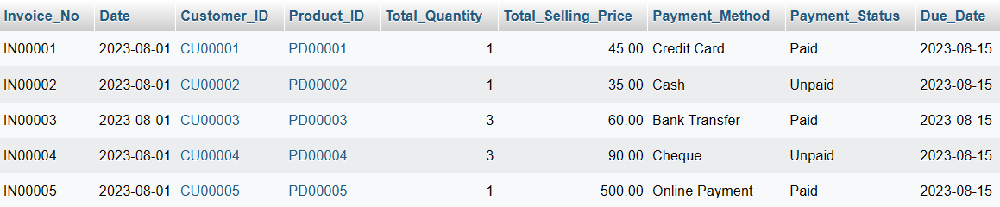 Invoice_No Date Customer_ID Product_ID Total_Quantity Total_Selling_Price Payment_Method Payment_Status Due_Date
IN00001 2023-08-01 CU00001 PD00001 1 45.00 Credit Card Paid 2023-08-15
IN00002 2023-08-01 CU00002 PD00002 1 35.00 Cash Unpaid 2023-08-15
IN00003 2023-08-01 CU00003 PD00003 3 60.00 Bank Transfer Paid 2023-08-15
IN00004 2023-08-01 CU00004 PD00004 3 90.00 Cheque Unpaid 2023-08-15
IN00005 2023-08-01 CU00005 PD00005 1 500.00 Online Payment Paid 2023-08-15